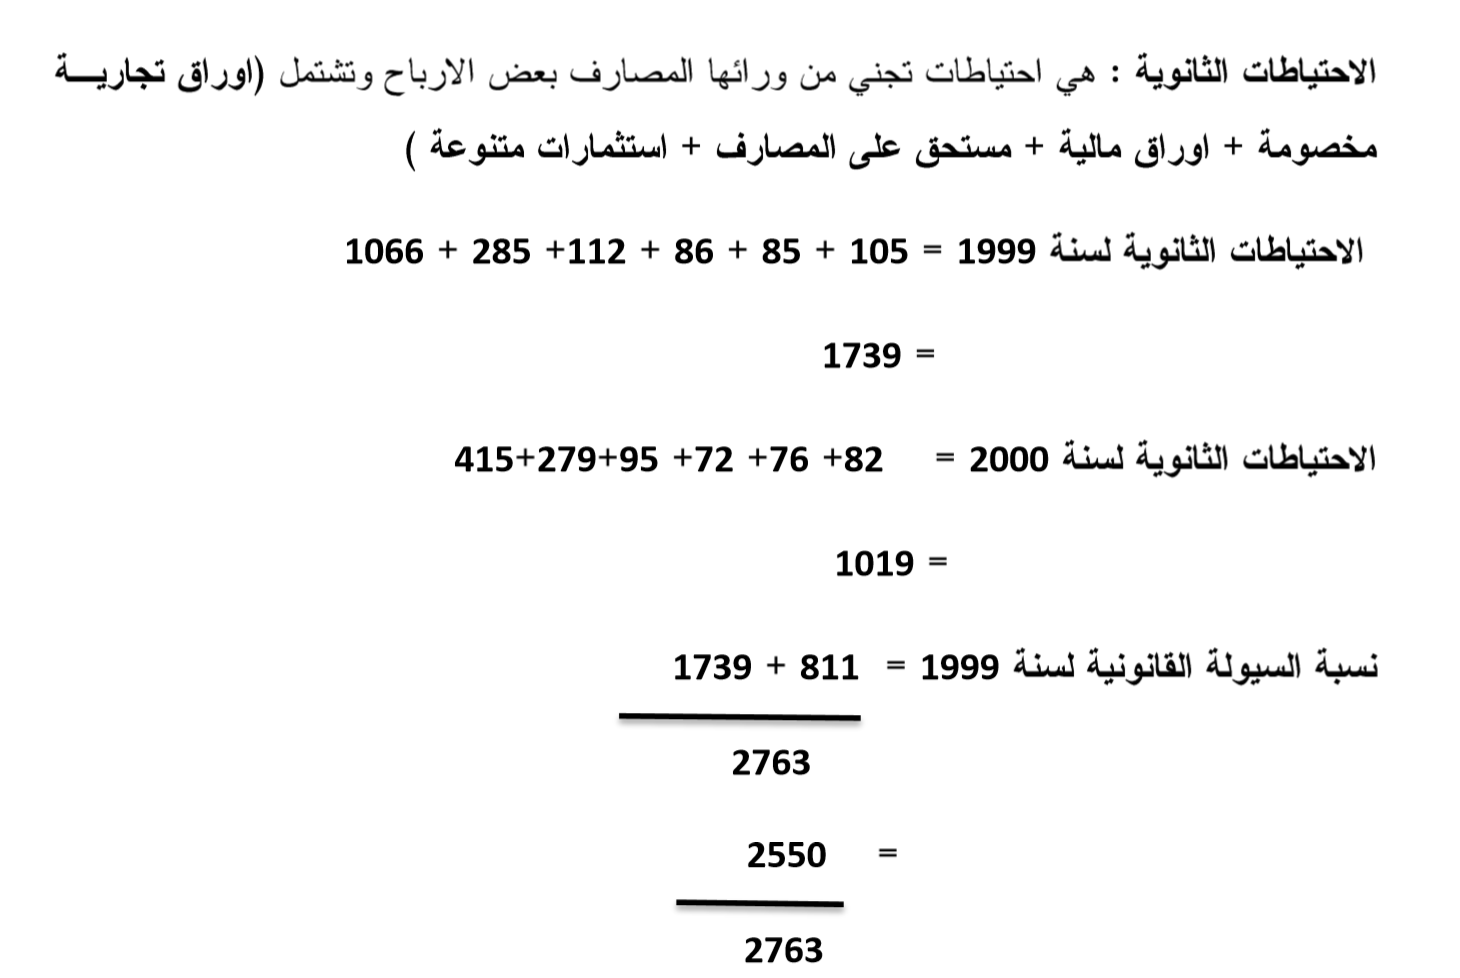 الاحتياطات الثانوية : هي احتياطات تجني من ورائها المصارف بعض الارباح وتشتمل (اوراق تجاريــة
مخصومة + اوراق مالية + مستحق على المصارف + استثمارات متنوعة )
الاحتياطات الثانوية لسنة 1999 = 105 + 85 + 86 + 112+ 285 + 1066
= 1739
الاحتياطات الثانوية لسنة 2000 = 82+ 76+ 72+ 95+279+415
= 1019
نسبة السيولة القانونية لسنة 1999 = 811 + 1739
2763
= 2550
2763